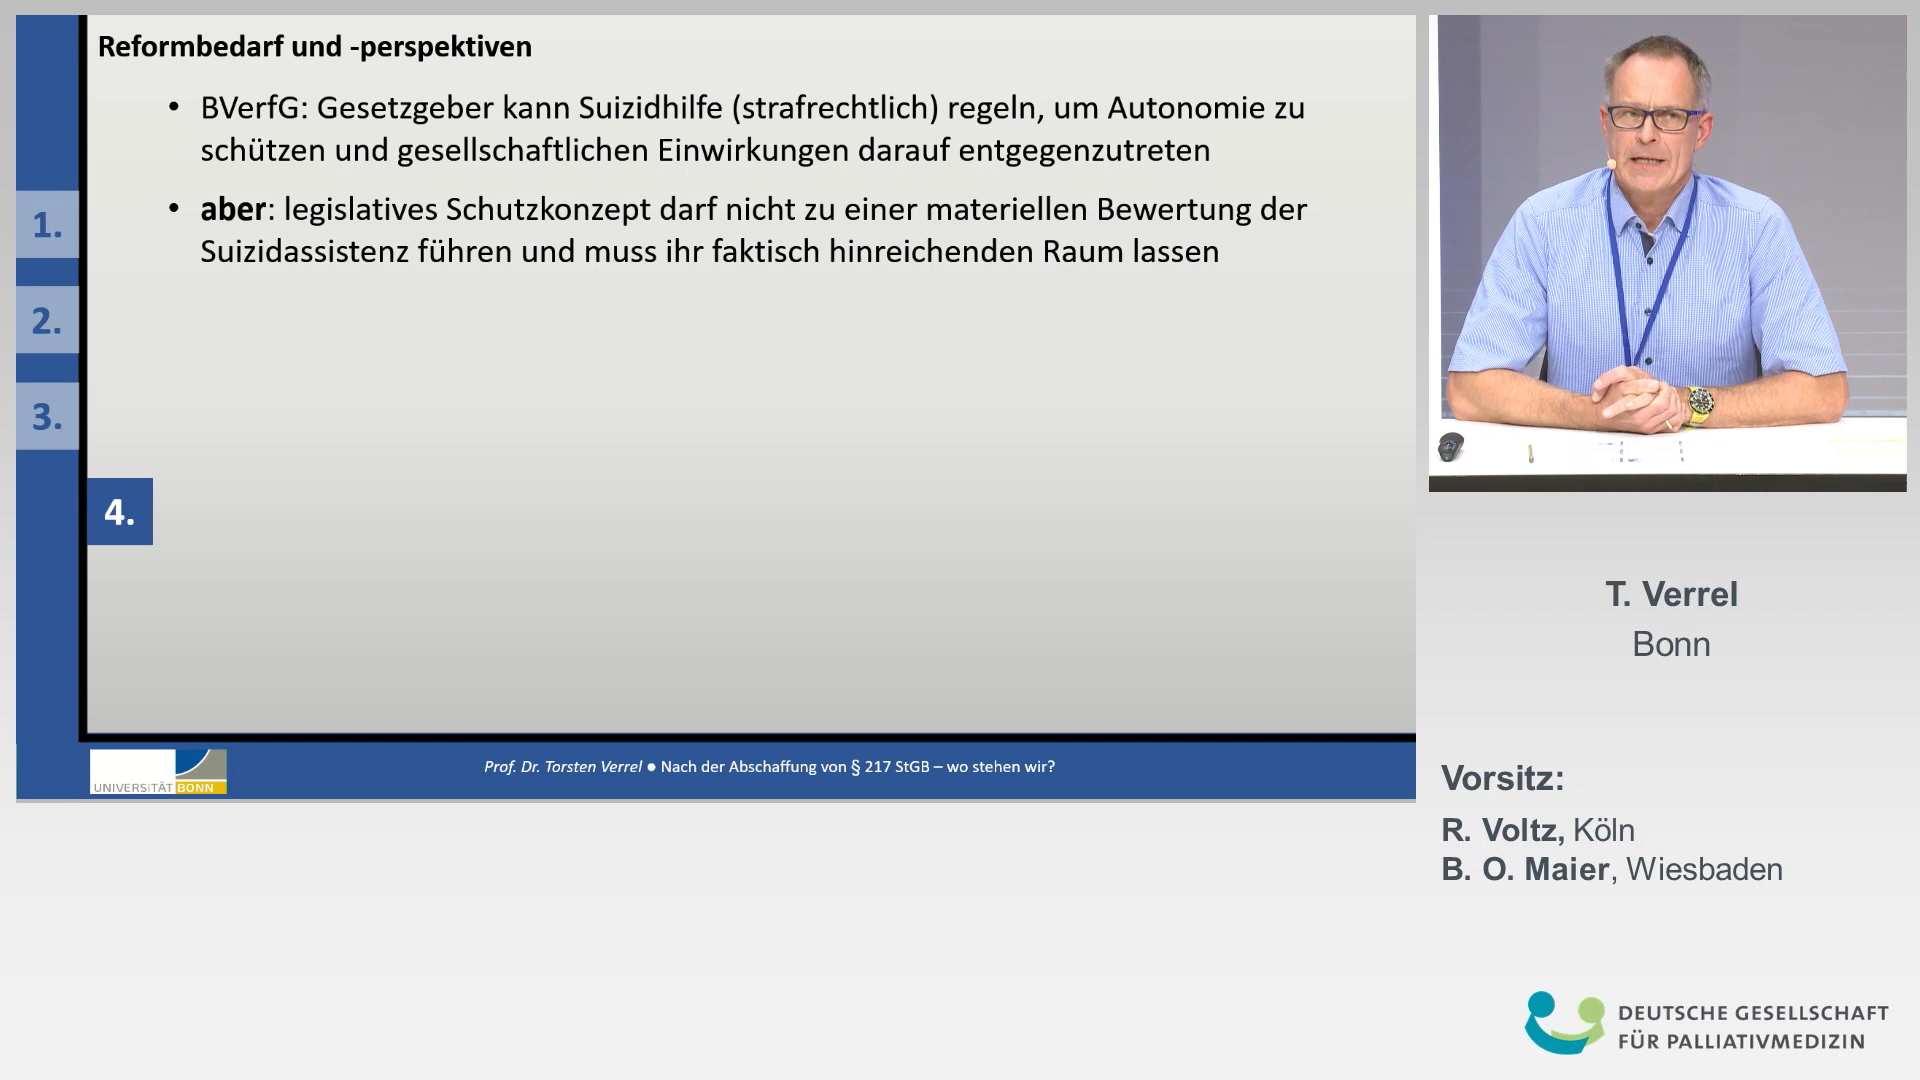 Reformbedarf und -perspektiven
• BVerfG: Gesetzgeber kann Suizidhilfe (strafrechtlich) regeln, um Autonomie zu
schützen und gesellschaftlichen Einwirkungen darauf entgegenzutreten
• aber: legislatives Schutzkonzept darf nicht zu einer materiellen Bewertung der
Suizidassistenz führen und muss ihr faktisch hinreichenden Raum lassen
1.
2.
3.
4.
UNIVERSITÄT BONN
Prof. Dr. Torsten Verrel ● Nach der Abschaffung von § 217 StGB – wo stehen wir?
T. Verrel
Bonn
Vorsitz:
R. Voltz, Köln
B. O. Maier, Wiesbaden
DEUTSCHE GESELLSCHAFT
FÜR PALLIATIVMEDIZIN